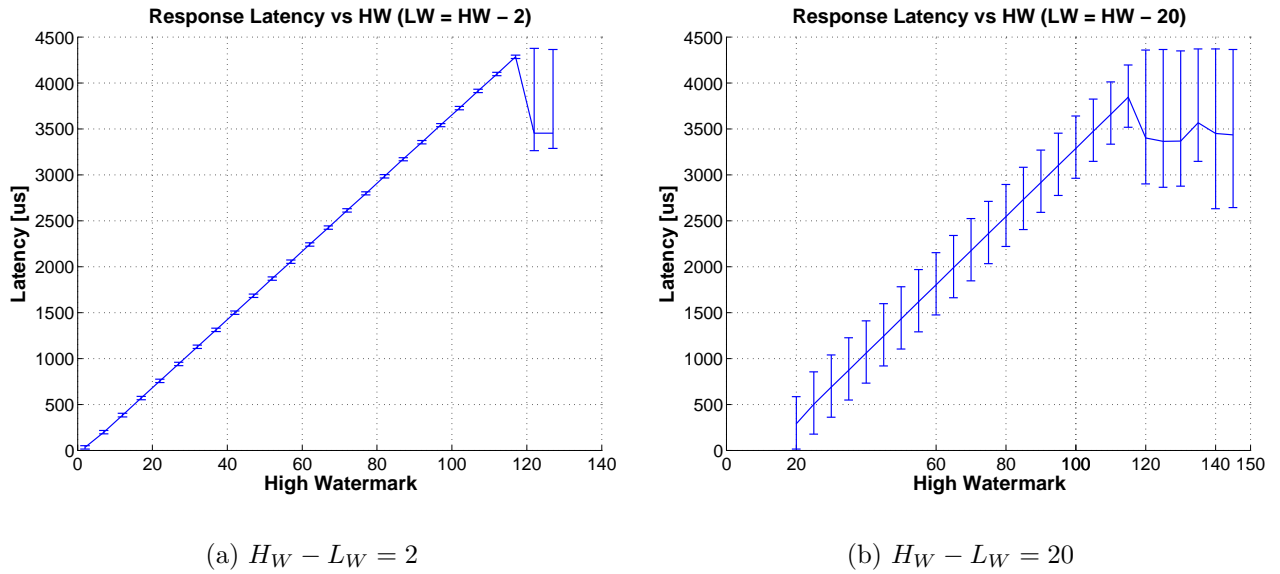 Response Latency vs HW (LW = HW − 2)
4500
4000
3500
3000
2500
2000
1500
1000
500
0
Latency [us]
0 20 40 60 80 100 120 140
High Watermark
(a) H_W − L_W = 2
Response Latency vs HW (LW = HW − 20)
4500
4000
3500
3000
2500
2000
1500
1000
500
0
Latency [us]
0 20 40 60 80 100 120 140 150
High Watermark
(b) H_W − L_W = 20